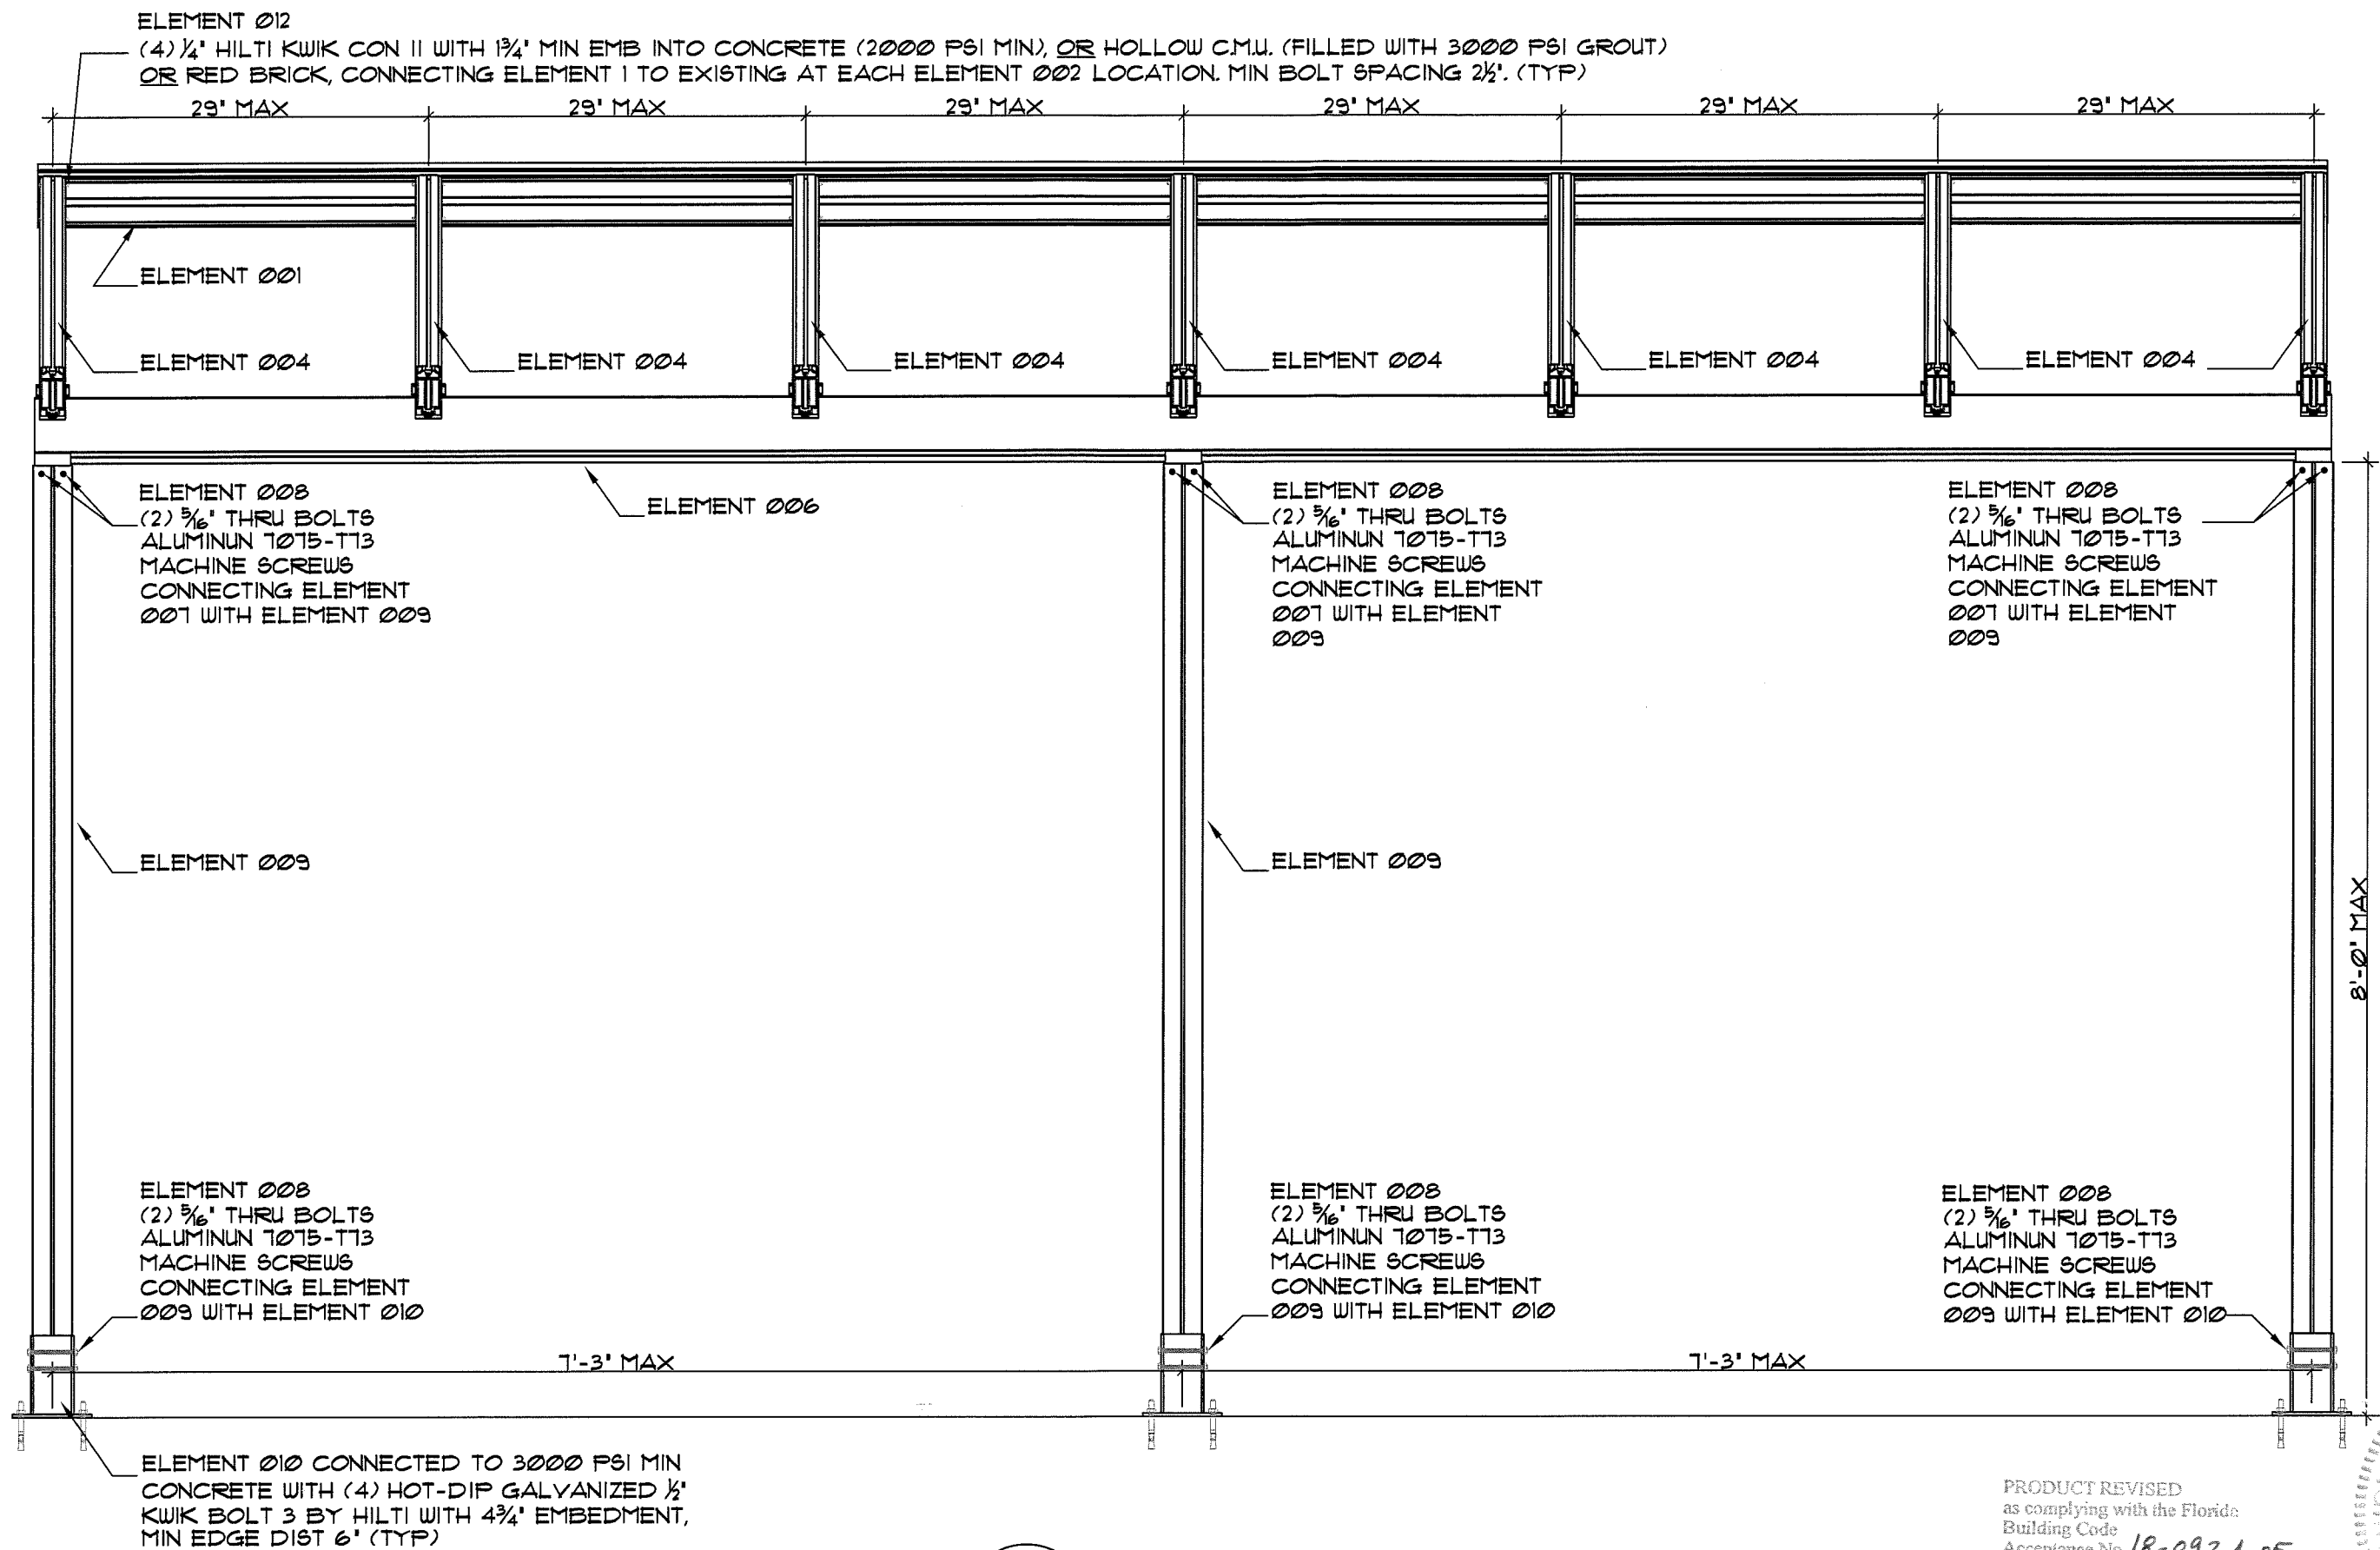 ELEMENT 012
(4) 1/4" HILTI KWIK CON II WITH 1 3/4" MIN EMB INTO CONCRETE (2000 PSI MIN), OR HOLLOW C.M.U. (FILLED WITH 3000 PSI GROUT)
OR RED BRICK, CONNECTING ELEMENT 1 TO EXISTING AT EACH ELEMENT 002 LOCATION. MIN BOLT SPACING 2 1/2". (TYP)
29" MAX 29" MAX 29" MAX 29" MAX 29" MAX 29" MAX
ELEMENT 001
ELEMENT 004 ELEMENT 004 ELEMENT 004 ELEMENT 004 ELEMENT 004 ELEMENT 004
ELEMENT 008
(2) 5/16" THRU BOLTS
ALUMINUN 7075-T73
MACHINE SCREWS
CONNECTING ELEMENT
007 WITH ELEMENT 009
ELEMENT 006
ELEMENT 008
(2) 5/16" THRU BOLTS
ALUMINUN 7075-T73
MACHINE SCREWS
CONNECTING ELEMENT
007 WITH ELEMENT
009
ELEMENT 008
(2) 5/16" THRU BOLTS
ALUMINUN 7075-T73
MACHINE SCREWS
CONNECTING ELEMENT
007 WITH ELEMENT
009
ELEMENT 009
ELEMENT 009
8'-0" MAX
ELEMENT 008
(2) 5/16" THRU BOLTS
ALUMINUN 7075-T73
MACHINE SCREWS
CONNECTING ELEMENT
009 WITH ELEMENT 010
ELEMENT 008
(2) 5/16" THRU BOLTS
ALUMINUN 7075-T73
MACHINE SCREWS
CONNECTING ELEMENT
009 WITH ELEMENT 010
ELEMENT 008
(2) 5/16" THRU BOLTS
ALUMINUN 7075-T73
MACHINE SCREWS
CONNECTING ELEMENT
009 WITH ELEMENT 010
7'-3" MAX 7'-3" MAX
ELEMENT 010 CONNECTED TO 3000 PSI MIN
CONCRETE WITH (4) HOT-DIP GALVANIZED 1/2"
KWIK BOLT 3 BY HILTI WITH 4 3/4" EMBEDMENT,
MIN EDGE DIST 6" (TYP)
PRODUCT REVISED
as complying with the Florida
Building Code
Acceptance No